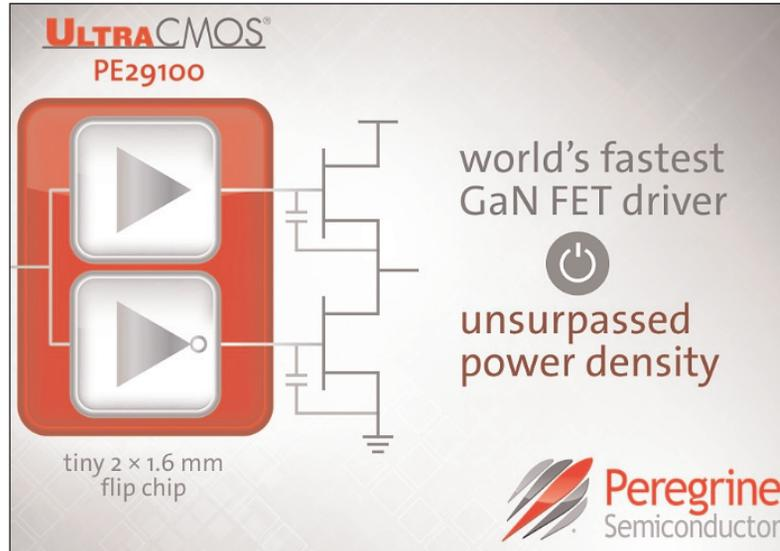 ULTRACMOS®
PE29100
world's fastest
GaN FET driver
unsurpassed
power density
tiny 2 × 1.6 mm
flip chip
Peregrine
Semiconductor